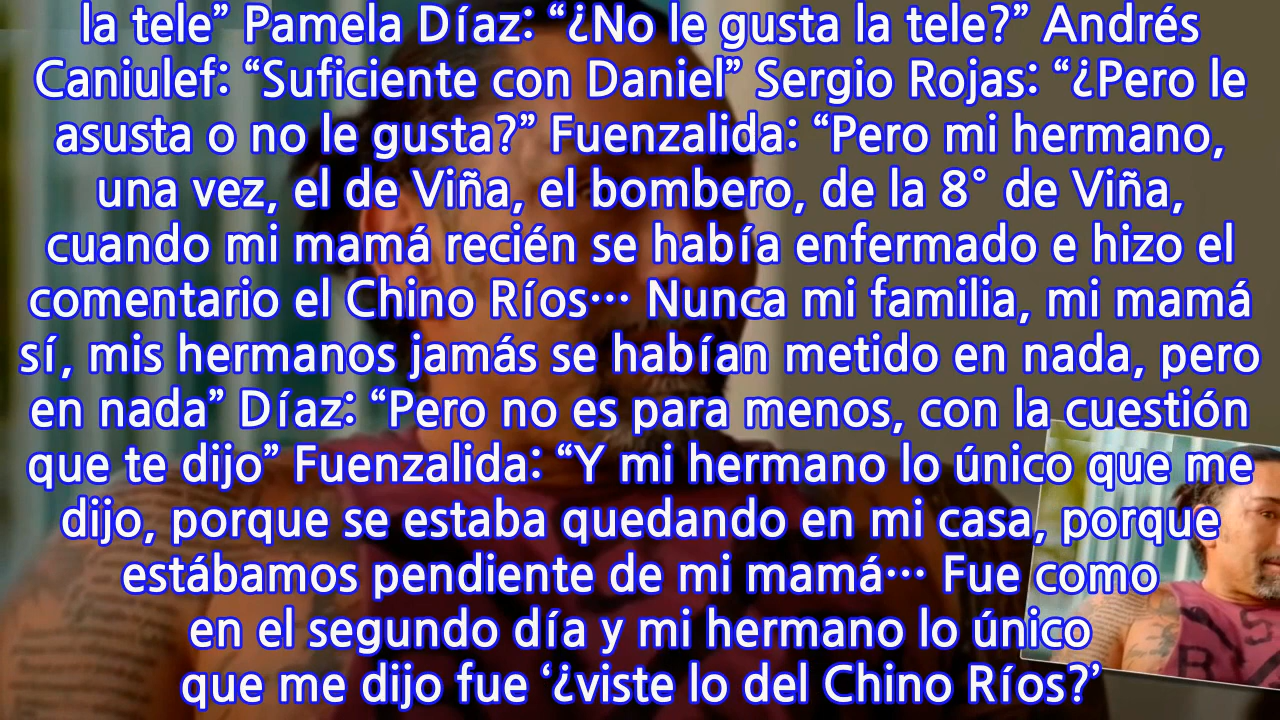 la tele” Pamela Díaz: “¿No le gusta la tele?” Andrés
Caniulef: “Suficiente con Daniel” Sergio Rojas: “¿Pero le
asusta o no le gusta?” Fuenzalida: “Pero mi hermano,
una vez, el de Viña, el bombero, de la 8° de Viña,
cuando mi mamá recién se había enfermado e hizo el
comentario el Chino Ríos… Nunca mi familia, mi mamá
sí, mis hermanos jamás se habían metido en nada, pero
en nada” Díaz: “Pero no es para menos, con la cuestión
que te dijo” Fuenzalida: “Y mi hermano lo único que me
dijo, porque se estaba quedando en mi casa, porque
estábamos pendiente de mi mamá… Fue como
en el segundo día y mi hermano lo único
que me dijo fue ‘¿viste lo del Chino Ríos?’